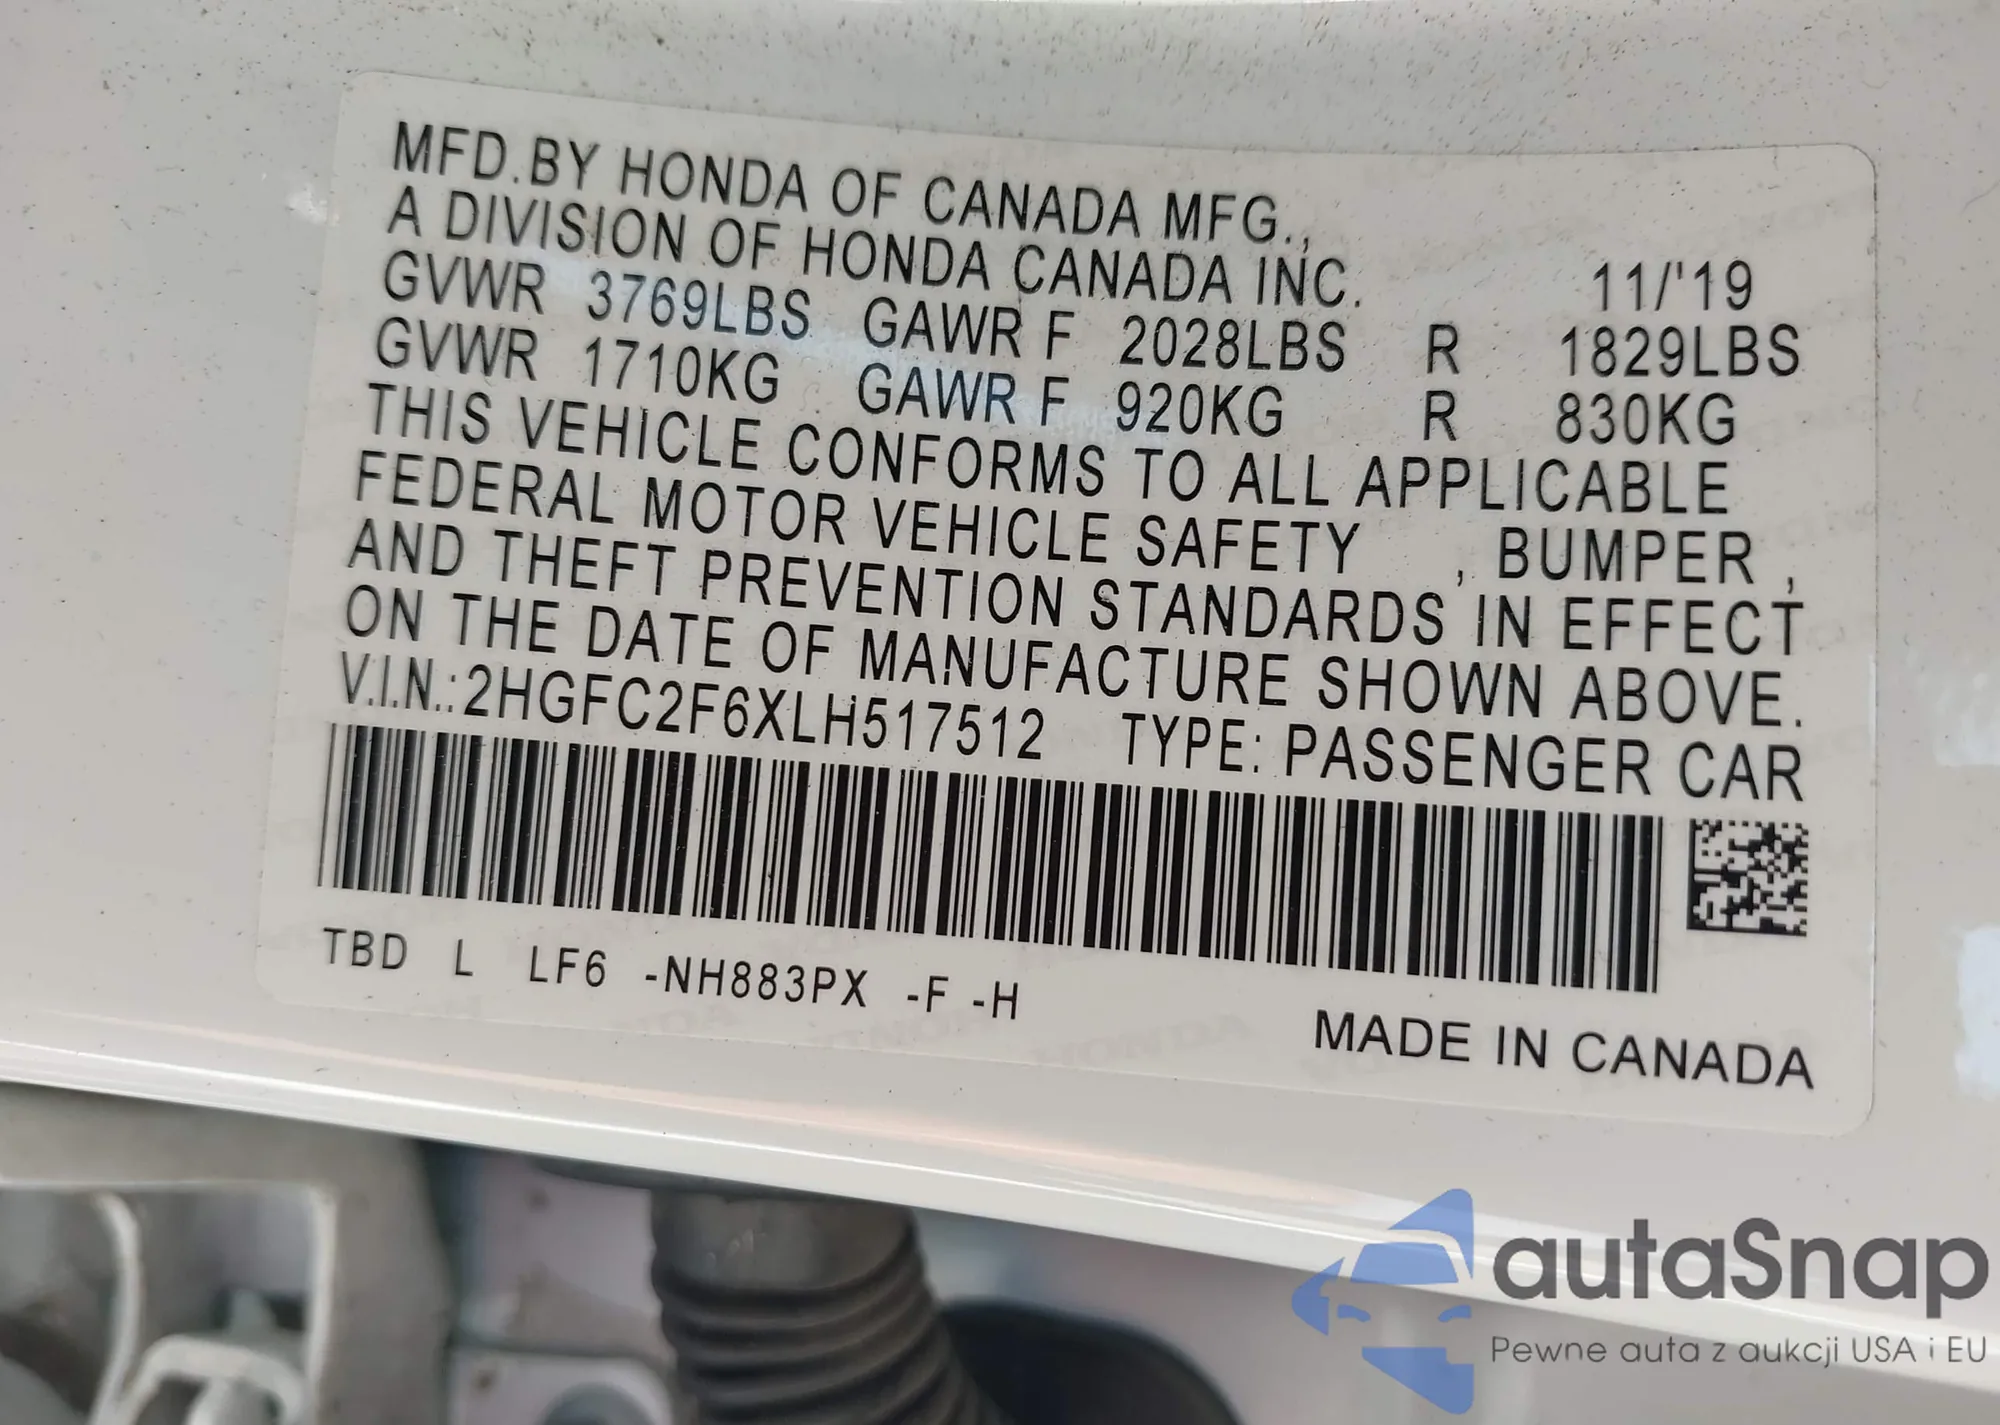 MFD.BY HONDA OF CANADA MFG.,
A DIVISION OF HONDA CANADA INC. 11/'19
GVWR 3769LBS GAWR F 2028LBS R 1829LBS
GVWR 1710KG GAWR F 920KG R 830KG
THIS VEHICLE CONFORMS TO ALL APPLICABLE
FEDERAL MOTOR VEHICLE SAFETY , BUMPER ,
AND THEFT PREVENTION STANDARDS IN EFFECT
ON THE DATE OF MANUFACTURE SHOWN ABOVE.
V.I.N.:2HGFC2F6XLH517512 TYPE: PASSENGER CAR
TBD L LF6 -NH883PX -F -H
MADE IN CANADA
autaSnap
Pewne auta z aukcji USA i EU